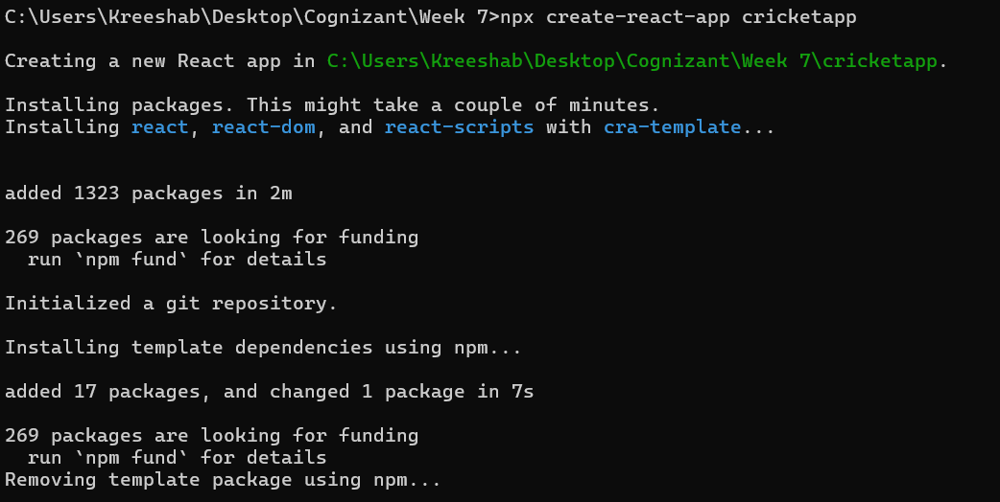 C:\Users\Kreeshab\Desktop\Cognizant\Week 7>npx create-react-app cricketapp
Creating a new React app in C:\Users\Kreeshab\Desktop\Cognizant\Week 7\cricketapp.
Installing packages. This might take a couple of minutes.
Installing react, react-dom, and react-scripts with cra-template...
added 1323 packages in 2m
269 packages are looking for funding
  run `npm fund` for details
Initialized a git repository.
Installing template dependencies using npm...
added 17 packages, and changed 1 package in 7s
269 packages are looking for funding
  run `npm fund` for details
Removing template package using npm...